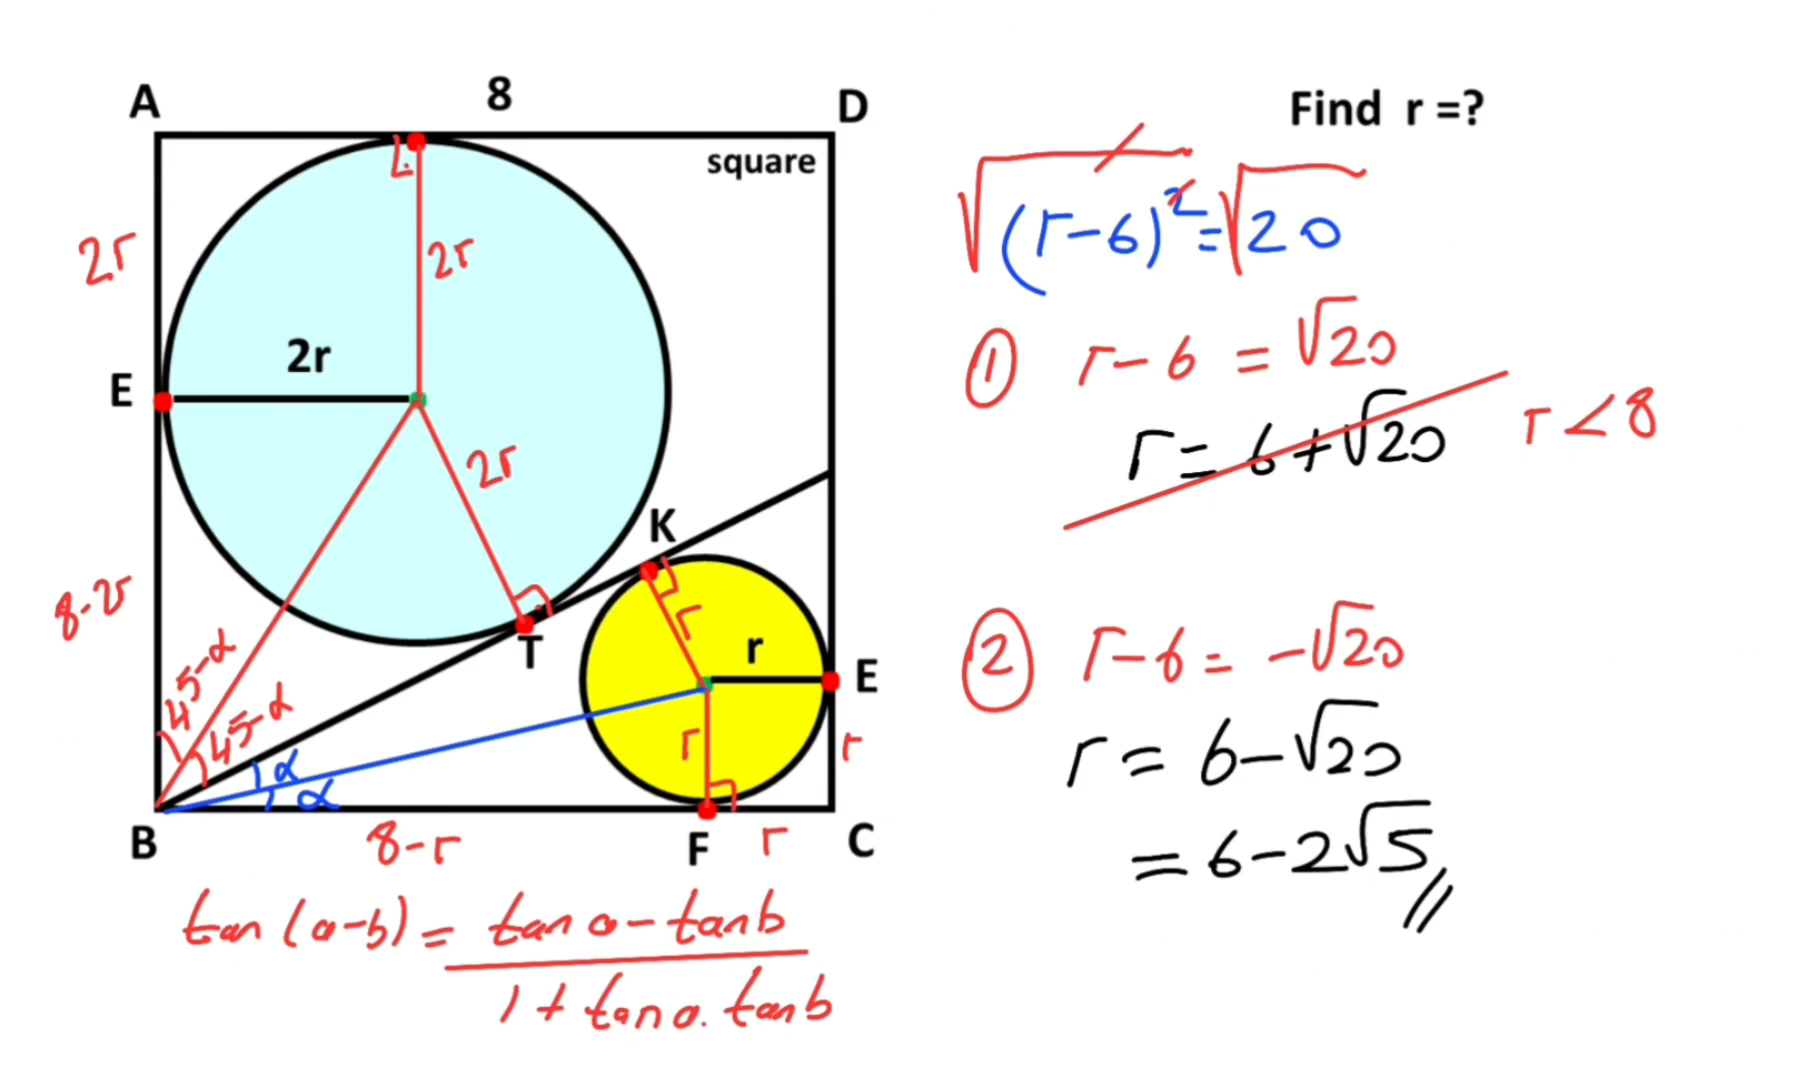 A
8
D
Find r =?
square
√(r-6)² = √20
2r
2r
① r-6 = √20
2r
E
r = 6+√20
r < 8
2r
K
8-2r
T
r
r
E
② r-6 = -√20
45-α
45-α
r
r
r = 6-√20
α
α
B
8-r
F
r
C
= 6-2√5 //
tan(a-b) = tan a - tan b
1 + tan a . tan b